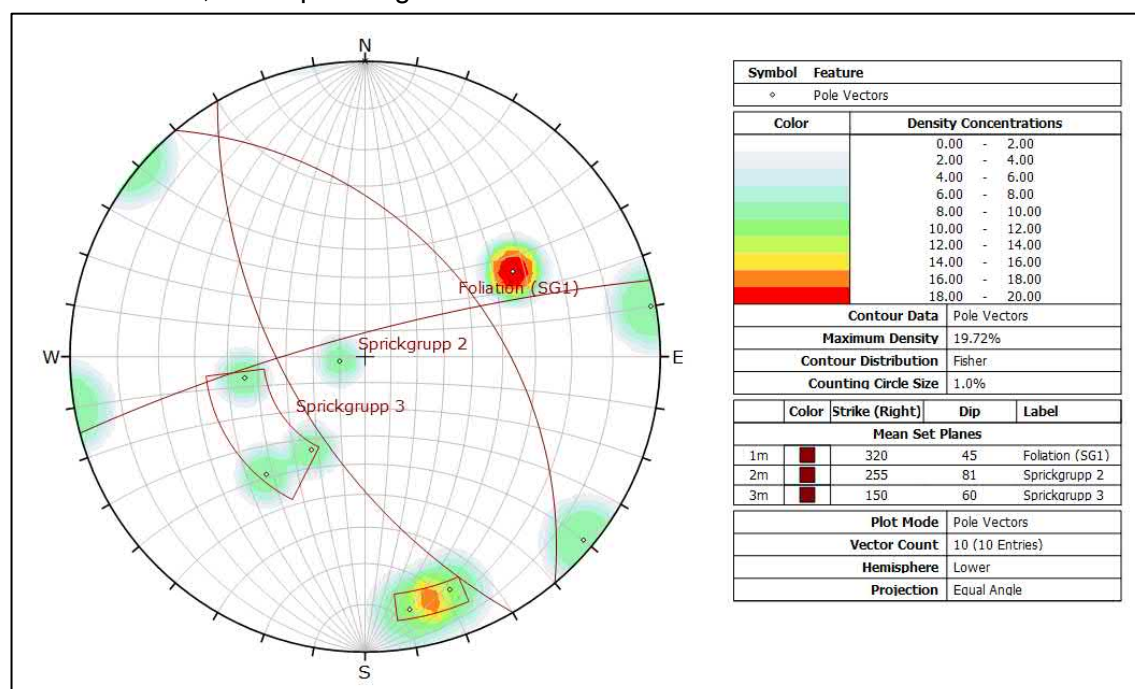 N
W
E
S
Foliation (SG1)
Sprickgrupp 2
Sprickgrupp 3
Symbol Feature
Pole Vectors
Color Density Concentrations
0.00 - 2.00
2.00 - 4.00
4.00 - 6.00
6.00 - 8.00
8.00 - 10.00
10.00 - 12.00
12.00 - 14.00
14.00 - 16.00
16.00 - 18.00
18.00 - 20.00
Contour Data Pole Vectors
Maximum Density 19.72%
Contour Distribution Fisher
Counting Circle Size 1.0%
Color Strike (Right) Dip Label
Mean Set Planes
1m 320 45 Foliation (SG1)
2m 255 81 Sprickgrupp 2
3m 150 60 Sprickgrupp 3
Plot Mode Pole Vectors
Vector Count 10 (10 Entries)
Hemisphere Lower
Projection Equal Angle